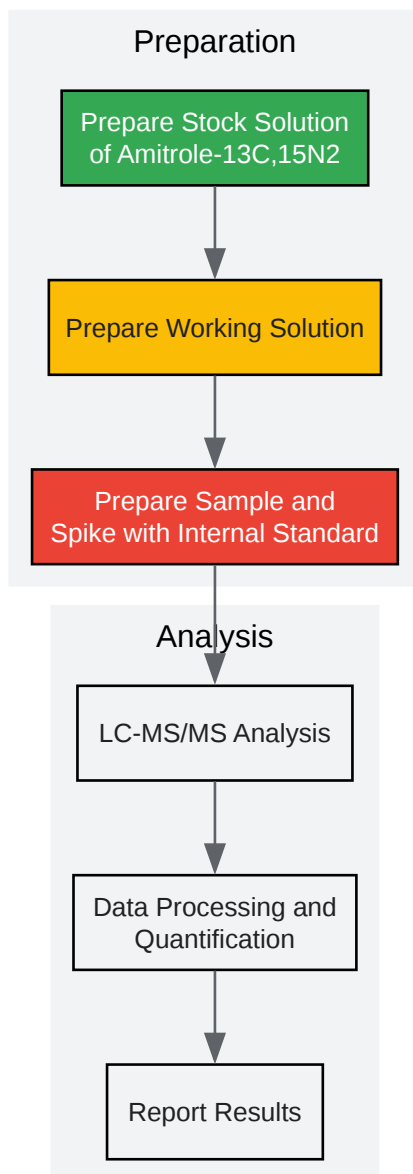 Preparation
Prepare Stock Solution
of Amitrole-13C,15N2
Prepare Working Solution
Prepare Sample and
Spike with Internal Standard
Analysis
LC-MS/MS Analysis
Data Processing and
Quantification
Report Results